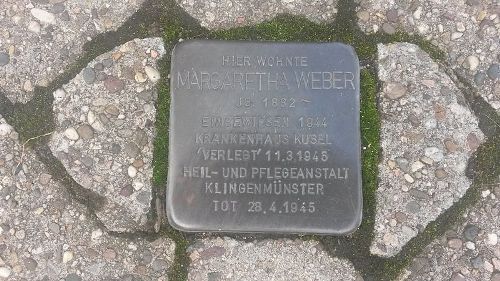 HIER WOHNTE
MARGARETHA WEBER
JG. 1882
EINGEWIESEN 1944
KRANKENHAUS KUSEL
'VERLEGT' 11.3.1945
HEIL- UND PFLEGEANSTALT
KLINGENMÜNSTER
TOT 28.4.1945